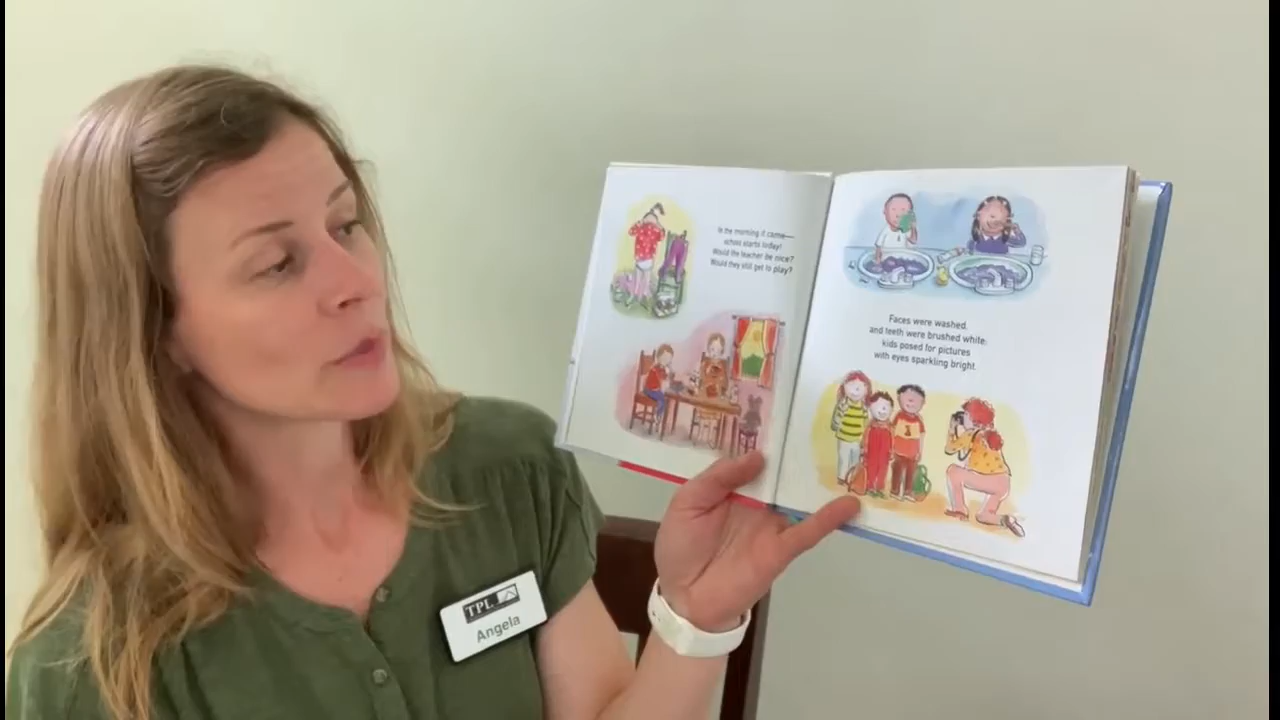 In the morning it came—
school starts today!
Would the teacher be nice?
Would they still get to play?
Faces were washed,
and teeth were brushed white;
kids posed for pictures
with eyes sparkling bright.
TPL
Angela